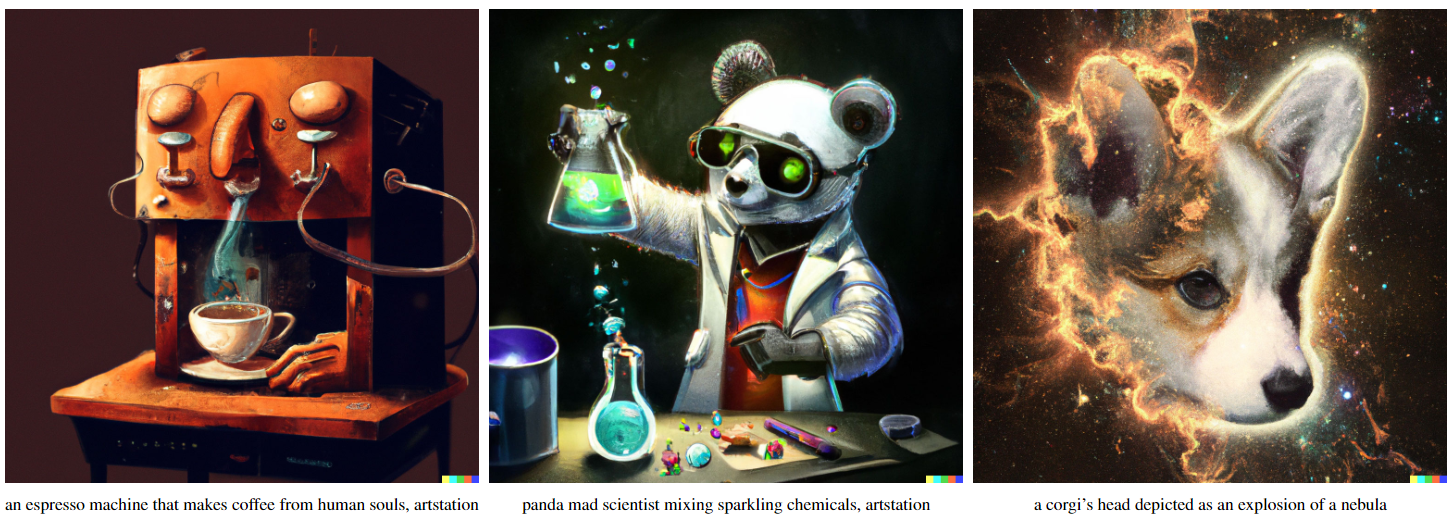 an espresso machine that makes coffee from human souls, artstation
panda mad scientist mixing sparkling chemicals, artstation
a corgi's head depicted as an explosion of a nebula